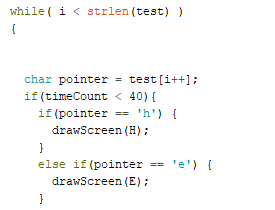 while( i < strlen(test) )
{
char pointer = test[i++];
if(timeCount < 40){
if(pointer == 'h') {
drawScreen(H);
}
else if(pointer == 'e') {
drawScreen(E);
}